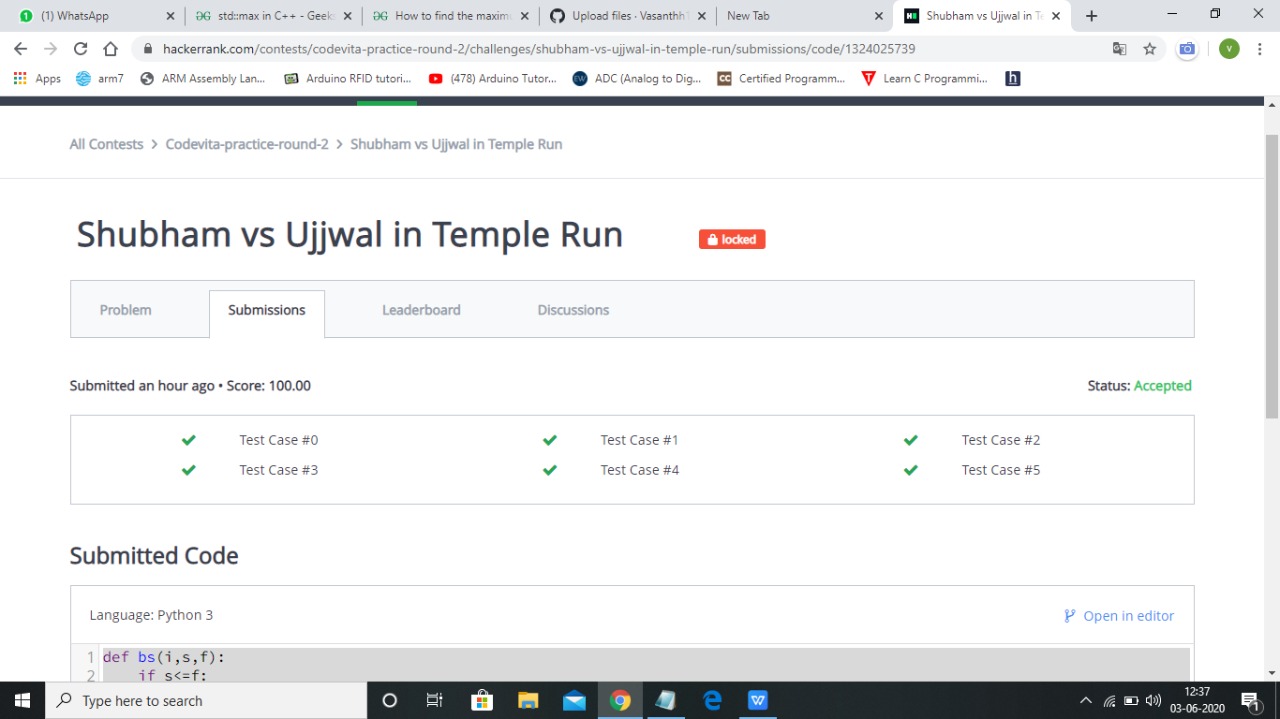 (1) WhatsApp
std::max in C++ - Geek
How to find the maxim
Upload files · Vasanthh
New Tab
Shubham vs Ujjwal in Te
hackerrank.com/contests/codevita-practice-round-2/challenges/shubham-vs-ujjwal-in-temple-run/submissions/code/1324025739
V
Apps
arm7
ARM Assembly Lan...
Arduino RFID tutori...
(478) Arduino Tutor...
ADC (Analog to Dig...
Certified Programm...
Learn C Programmi...
h
All Contests > Codevita-practice-round-2 > Shubham vs Ujjwal in Temple Run
Shubham vs Ujjwal in Temple Run
locked
Problem
Submissions
Leaderboard
Discussions
Submitted an hour ago • Score: 100.00
Status: Accepted
Test Case #0
Test Case #1
Test Case #2
Test Case #3
Test Case #4
Test Case #5
Submitted Code
Language: Python 3
Open in editor
1 def bs(i,s,f):
2 if s<=f:
Type here to search
12:37
03-06-2020
1